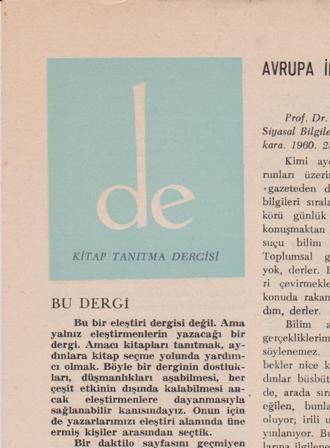 de
KİTAP TANITMA DERGİSİ
BU DERGİ
Bu bir eleştiri dergisi değil. Ama
yalnız eleştirmenlerin yazacağı bir
dergi. Amacı kitapları tanıtmak, ay-
dınlara kitap seçme yolunda yardım-
cı olmak. Böyle bir derginin dostluk-
ları, düşmanlıkları aşabilmesi, her
çeşit etkinin dışında kalabilmesi an-
cak eleştirmenlere dayanmasıyla
sağlanabilir kanısındayız. Onun için
de yazarlarımızı eleştiri alanında üne
ermiş kişiler arasından seçtik.
Bir daktilo sayfasını geçmiyen
AVRUPA
Prof. Dr.
Siyasal Bilgile
kara. 1960. 2
Kimi ay
runları üzeri
gazeteden d
bilgileri sırala
körü günlük
konuşmaktan
suçu bilim
Toplumsal g
yok, derler. 
ri çevirmekle
konuda rakam
dım, derler.
Bilim a
gerçekliklerim
söylenemez.
bekler nice k
dınlar büsbüt
de, arada sıra
eğilen, bunla
oluyor; irili u
yınlanıyor. B